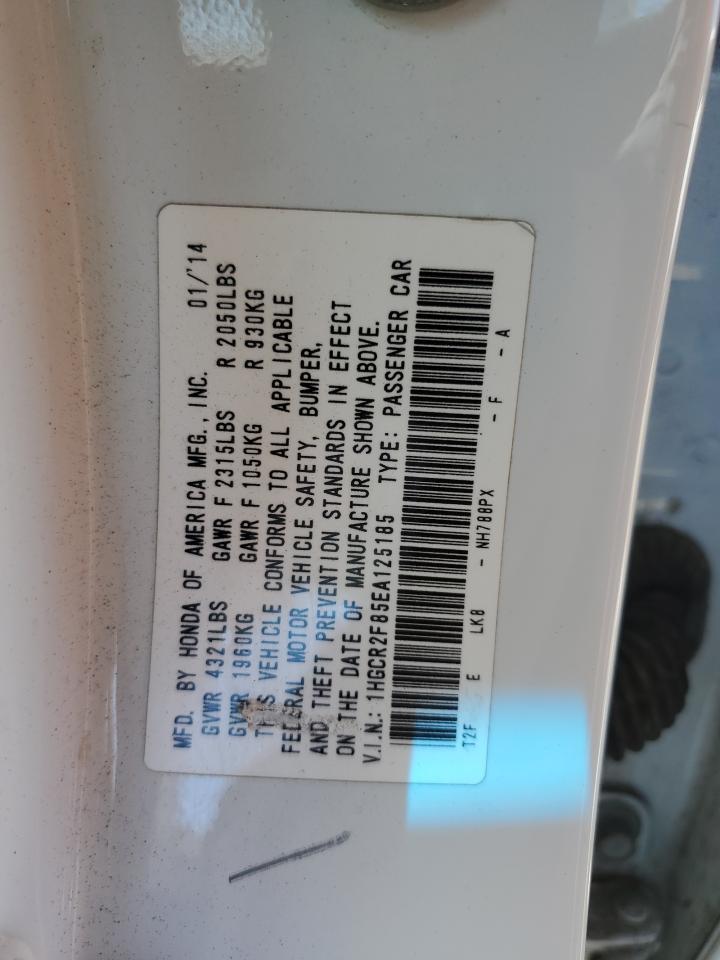 MFD. BY HONDA OF AMERICA MFG., INC. 01/'14
GVWR 4321LBS GAWR F 2315LBS R 2050LBS
GVWR 1960KG GAWR F 1050KG R 930KG
THIS VEHICLE CONFORMS TO ALL APPLICABLE
FEDERAL MOTOR VEHICLE SAFETY, BUMPER,
AND THEFT PREVENTION STANDARDS IN EFFECT
ON THE DATE OF MANUFACTURE SHOWN ABOVE.
V.I.N.: 1HGCR2F85EA125185 TYPE: PASSENGER CAR
T2F E LK8 - NH788PX - F - A